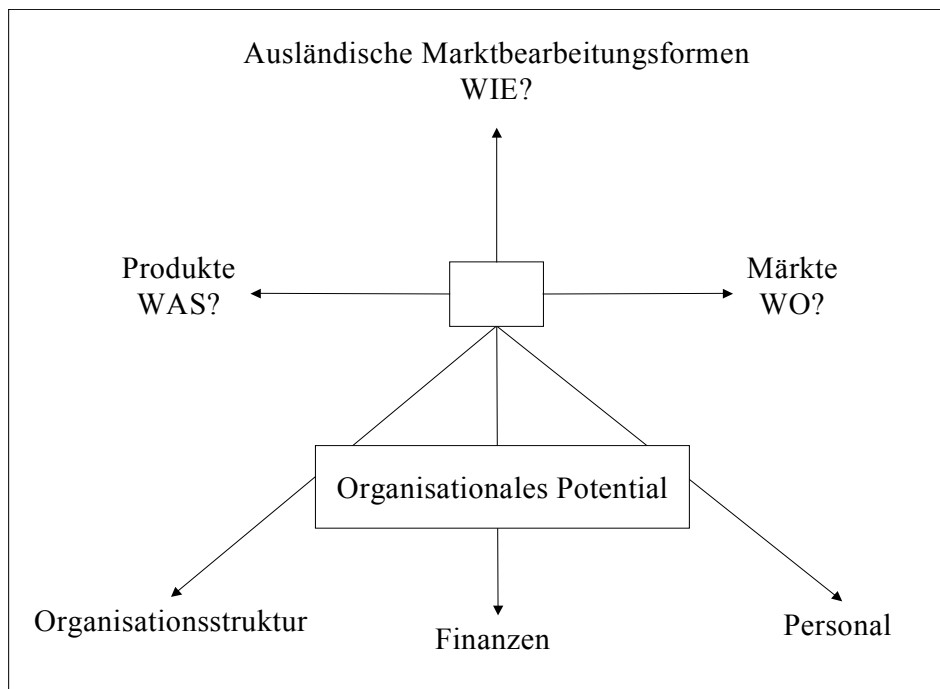 Ausländische Marktbearbeitungsformen
WIE?
Produkte
WAS?
Märkte
WO?
Organisationales Potential
Organisationsstruktur
Finanzen
Personal